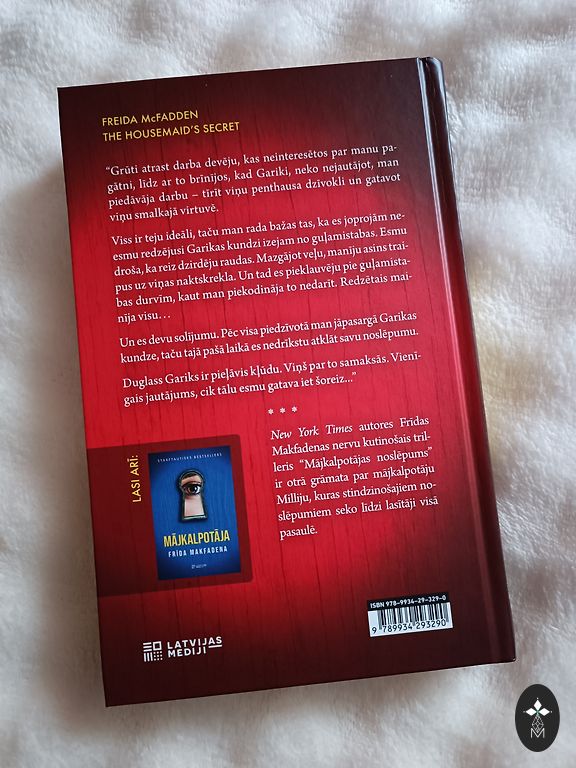 FREIDA McFADDEN
THE HOUSEMAID'S SECRET
“Grūti atrast darba devēju, kas neinteresētos par manu pa-
gātni, līdz ar to brīnījos, kad Gariki, neko nejautājot, man
piedāvāja darbu – tīrīt viņu penthausa dzīvokli un gatavot
viņu smalkajā virtuvē.
Viss ir teju ideāli, taču man rada bažas tas, ka es joprojām ne-
esmu redzējusi Garikas kundzi izejam no guļamistabas. Esmu
droša, ka reiz dzirdēju raudas. Mazgājot veļu, manīju asins trai-
pus uz viņas naktskrekla. Un tad es pieklauvēju pie guļamista-
bas durvīm, kaut man piekodināja to nedarīt. Redzētais mai-
nīja visu…
Un es devu solījumu. Pēc visa piedzīvotā man jāpasargā Garikas
kundze, taču tajā pašā laikā es nedrīkstu atklāt savu noslēpumu.
Duglass Gariks ir pieļāvis kļūdu. Viņš par to samaksās. Vienī-
gais jautājums, cik tālu esmu gatava iet šoreiz...”
* * *
New York Times autores Frīdas
Makfadenas nervu kutinošais tril-
leris “Mājkalpotājas noslēpums”
ir otrā grāmata par mājkalpotāju
Milliju, kuras stindzinošajiem no-
slēpumiem seko līdzi lasītāji visā
pasaulē.
LASI ARĪ:
STARPTAUTISKS BESTSELLERS
MĀJKALPOTĀJA
FRĪDA MAKFADENA
LATVIJAS
MEDIJI
ISBN 978-9934-29-329-0
9 789934 293290
M